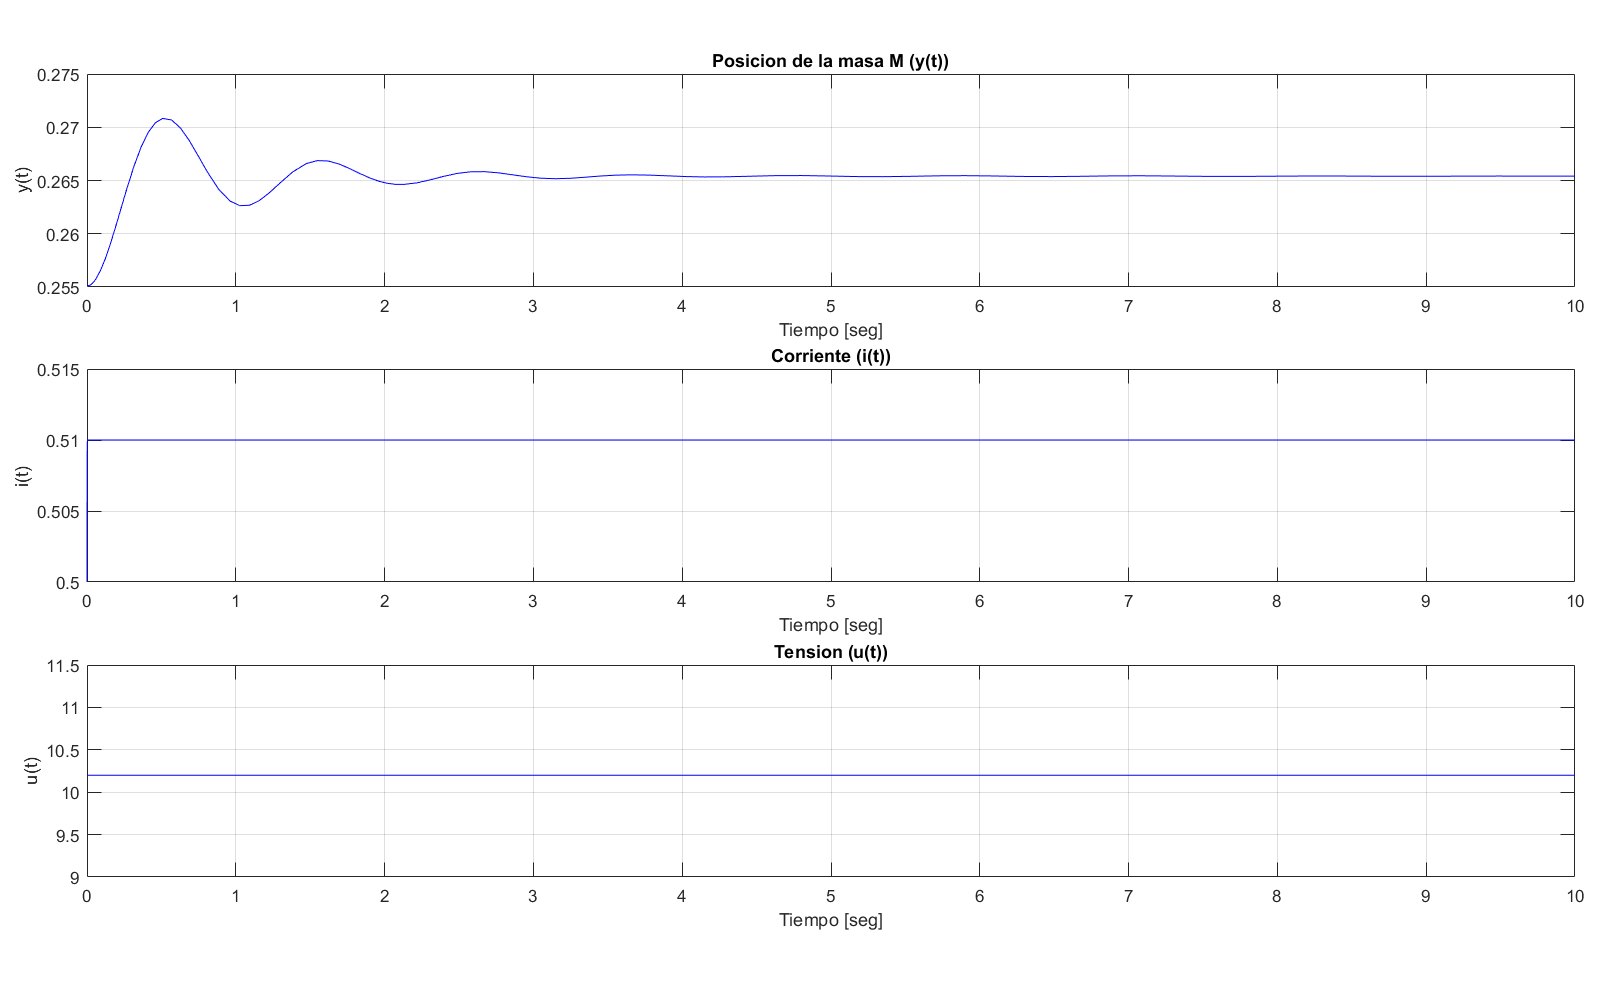 Posicion de la masa M (y(t))
0.275
0.27
0.265
0.26
0.255
y(t)
0 1 2 3 4 5 6 7 8 9 10
Tiempo [seg]
Corriente (i(t))
0.515
0.51
0.505
0.5
i(t)
0 1 2 3 4 5 6 7 8 9 10
Tiempo [seg]
Tension (u(t))
11.5
11
10.5
10
9.5
9
u(t)
0 1 2 3 4 5 6 7 8 9 10
Tiempo [seg]